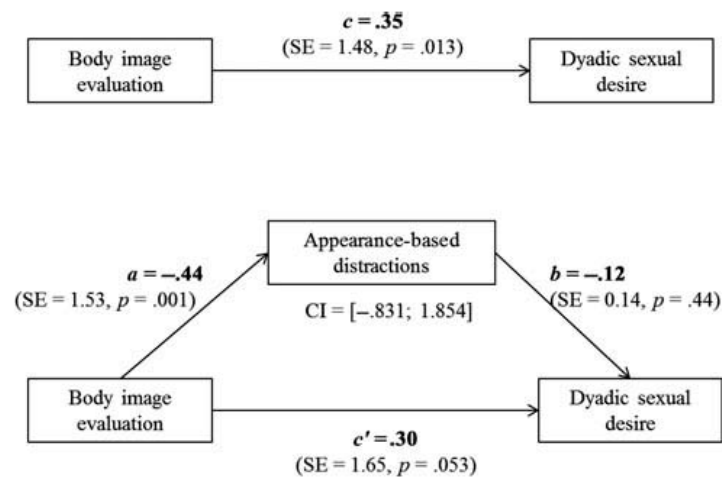 c = .35
(SE = 1.48, p = .013)
Body image
evaluation
Dyadic sexual
desire
Appearance-based
distractions
a = –.44
(SE = 1.53, p = .001)
b = –.12
(SE = 0.14, p = .44)
CI = [–.831; 1.854]
Body image
evaluation
Dyadic sexual
desire
c' = .30
(SE = 1.65, p = .053)